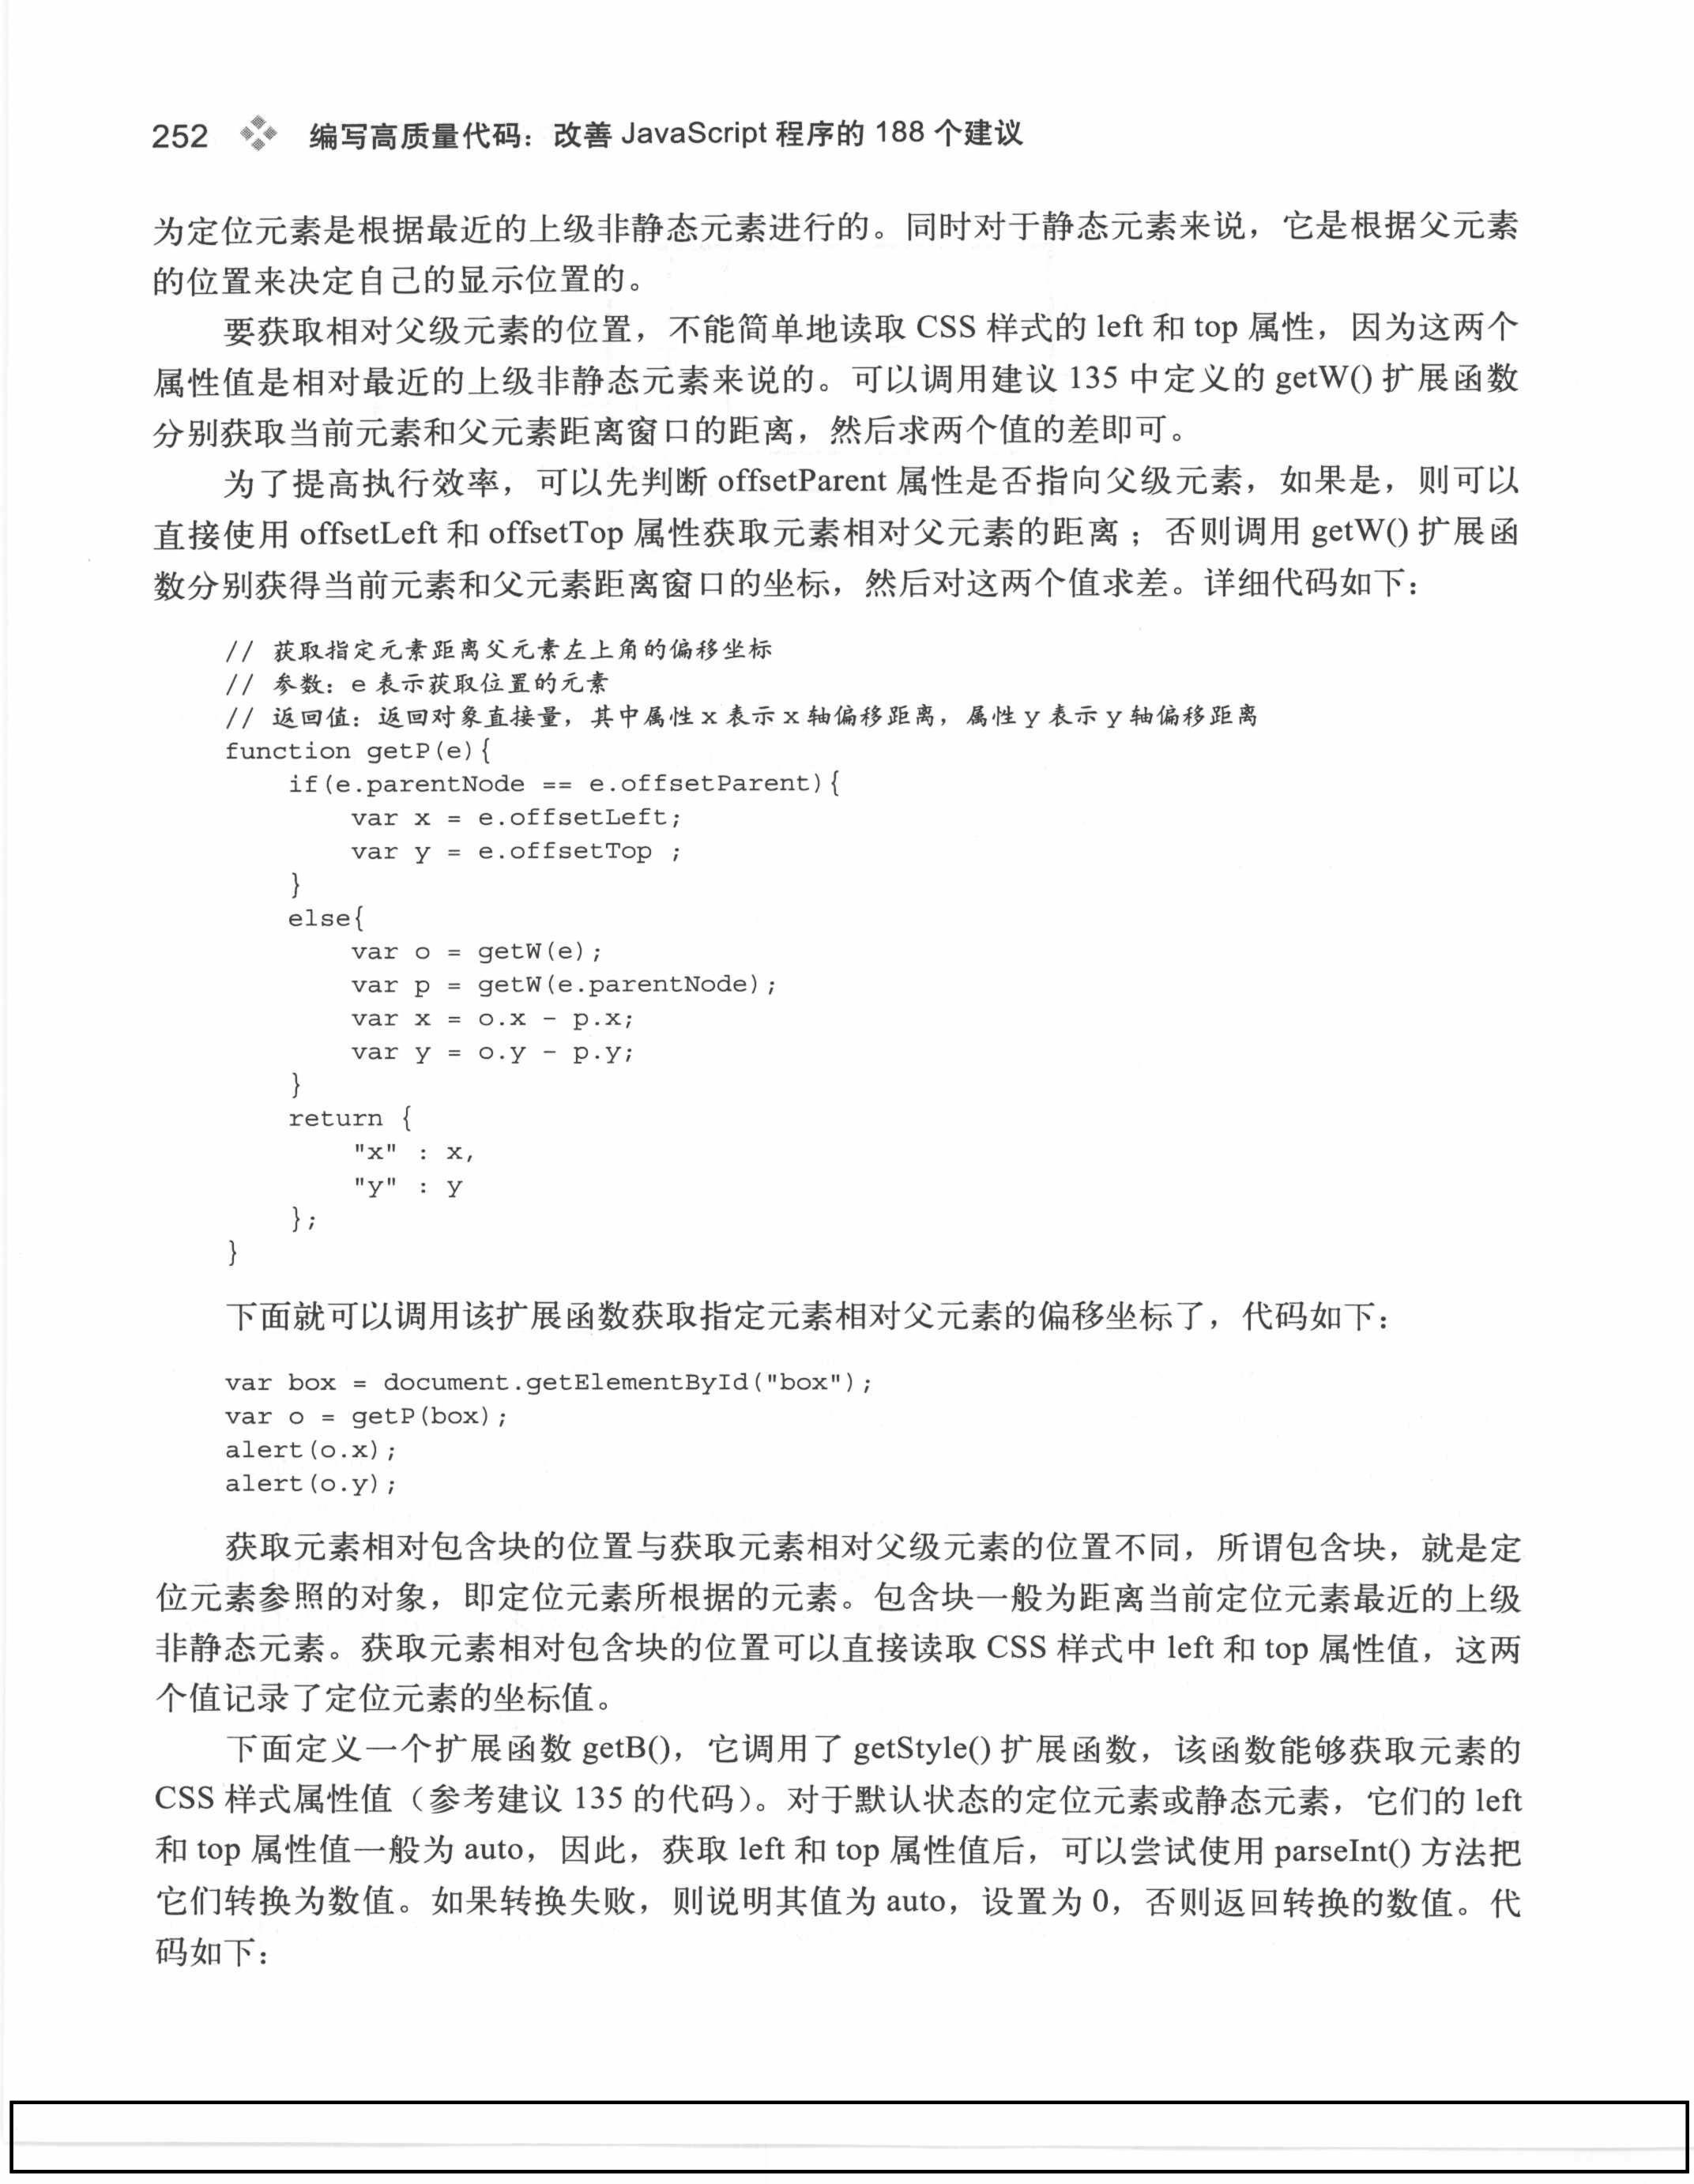 252 编写高质量代码：改善 JavaScript 程序的 188 个建议
为定位元素是根据最近的上级非静态元素进行的。同时对于静态元素来说，它是根据父元素
的位置来决定自己的显示位置的。
要获取相对父级元素的位置，不能简单地读取 CSS 样式的 left 和 top 属性，因为这两个
属性值是相对最近的上级非静态元素来说的。可以调用建议 135 中定义的 getW() 扩展函数
分别获取当前元素和父元素距离窗口的距离，然后求两个值的差即可。
为了提高执行效率，可以先判断 offsetParent 属性是否指向父级元素，如果是，则可以
直接使用 offsetLeft 和 offsetTop 属性获取元素相对父元素的距离；否则调用 getW() 扩展函
数分别获得当前元素和父元素距离窗口的坐标，然后对这两个值求差。详细代码如下：
// 获取指定元素距离父元素左上角的偏移坐标
// 参数：e 表示获取位置的元素
// 返回值：返回对象直接量，其中属性 x 表示 x 轴偏移距离，属性 y 表示 y 轴偏移距离
function getP(e){
    if(e.parentNode == e.offsetParent){
        var x = e.offsetLeft;
        var y = e.offsetTop ;
    }
    else{
        var o = getW(e);
        var p = getW(e.parentNode);
        var x = o.x - p.x;
        var y = o.y - p.y;
    }
    return {
        "x" : x,
        "y" : y
    };
}
下面就可以调用该扩展函数获取指定元素相对父元素的偏移坐标了，代码如下：
var box = document.getElementById("box");
var o = getP(box);
alert(o.x);
alert(o.y);
获取元素相对包含块的位置与获取元素相对父级元素的位置不同，所谓包含块，就是定
位元素参照的对象，即定位元素所根据的元素。包含块一般为距离当前定位元素最近的上级
非静态元素。获取元素相对包含块的位置可以直接读取 CSS 样式中 left 和 top 属性值，这两
个值记录了定位元素的坐标值。
下面定义一个扩展函数 getB()，它调用了 getStyle() 扩展函数，该函数能够获取元素的
CSS 样式属性值（参考建议 135 的代码）。对于默认状态的定位元素或静态元素，它们的 left
和 top 属性值一般为 auto，因此，获取 left 和 top 属性值后，可以尝试使用 parseInt() 方法把
它们转换为数值。如果转换失败，则说明其值为 auto，设置为 0，否则返回转换的数值。代
码如下：